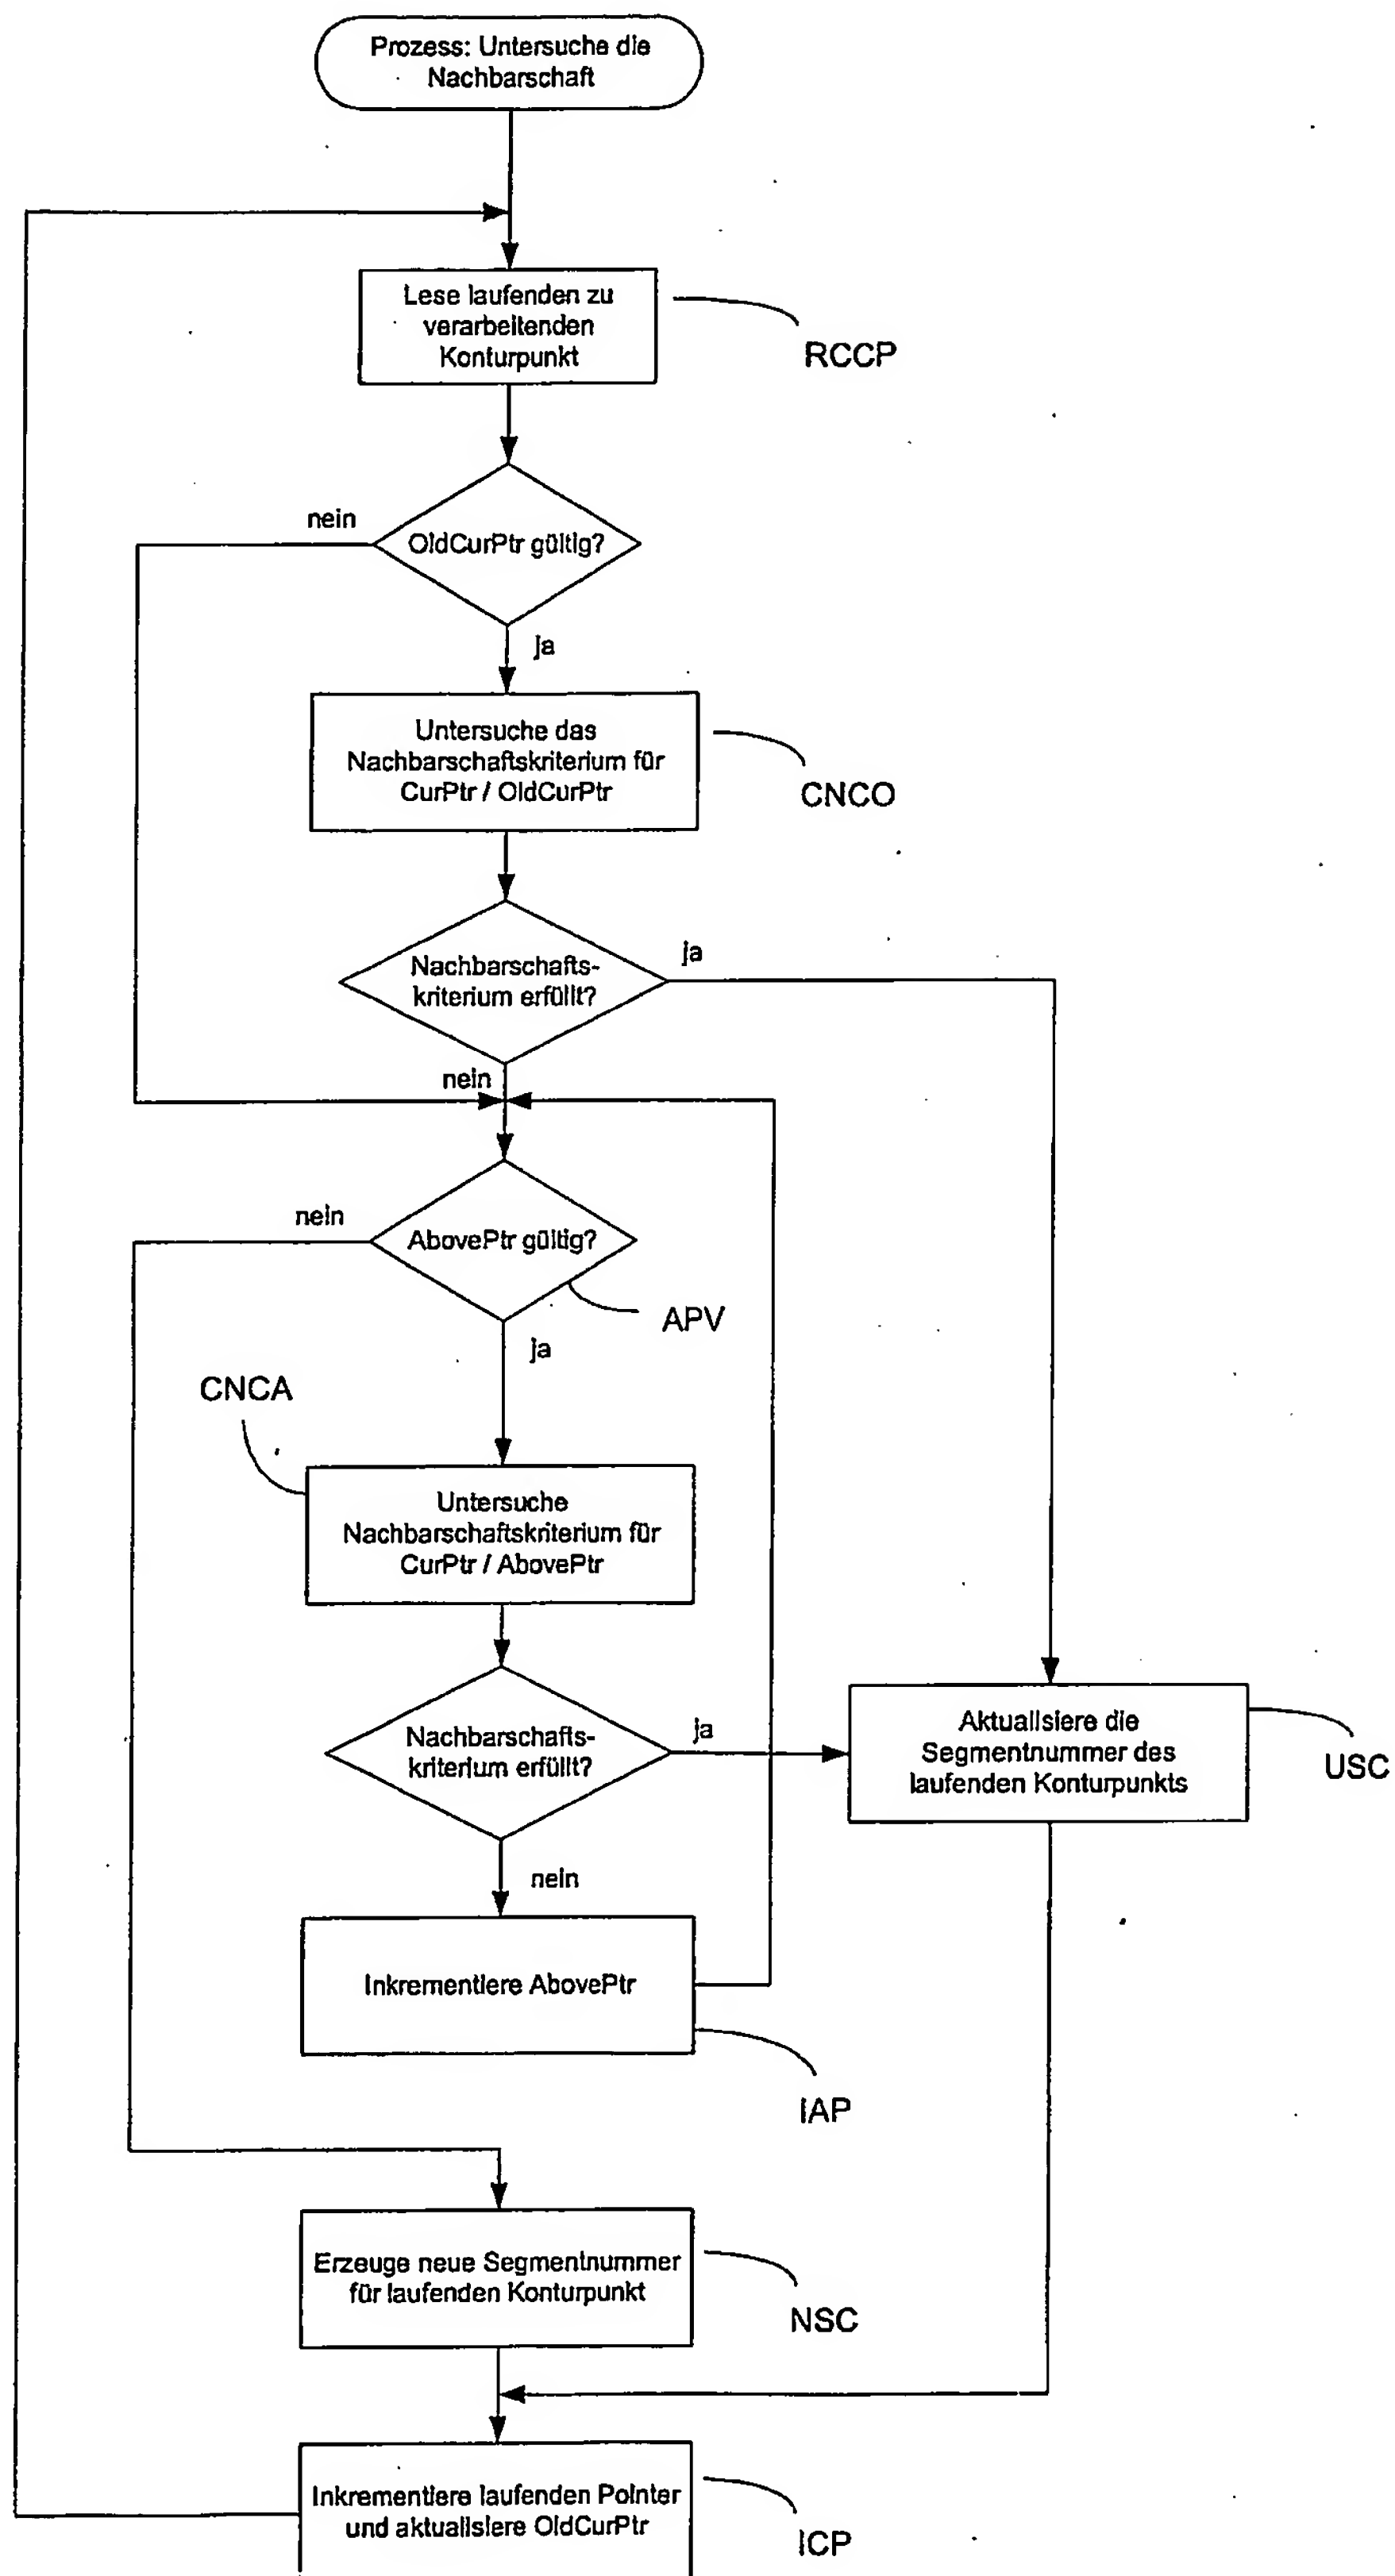 Prozess: Untersuche die
Nachbarschaft
Lese laufenden zu
verarbeitenden
Konturpunkt
RCCP
nein
OldCurPtr gültig?
ja
Untersuche das
Nachbarschaftskriterium für
CurPtr / OldCurPtr
CNCO
ja
Nachbarschafts-
kriterium erfüllt?
nein
nein
AbovePtr gültig?
APV
ja
CNCA
Untersuche
Nachbarschaftskriterium für
CurPtr / AbovePtr
Nachbarschafts-
kriterium erfüllt?
ja
Aktualisiere die
Segmentnummer des
laufenden Konturpunkts
USC
nein
Inkrementiere AbovePtr
IAP
Erzeuge neue Segmentnummer
für laufenden Konturpunkt
NSC
Inkrementiere laufenden Pointer
und aktualisiere OldCurPtr
ICP